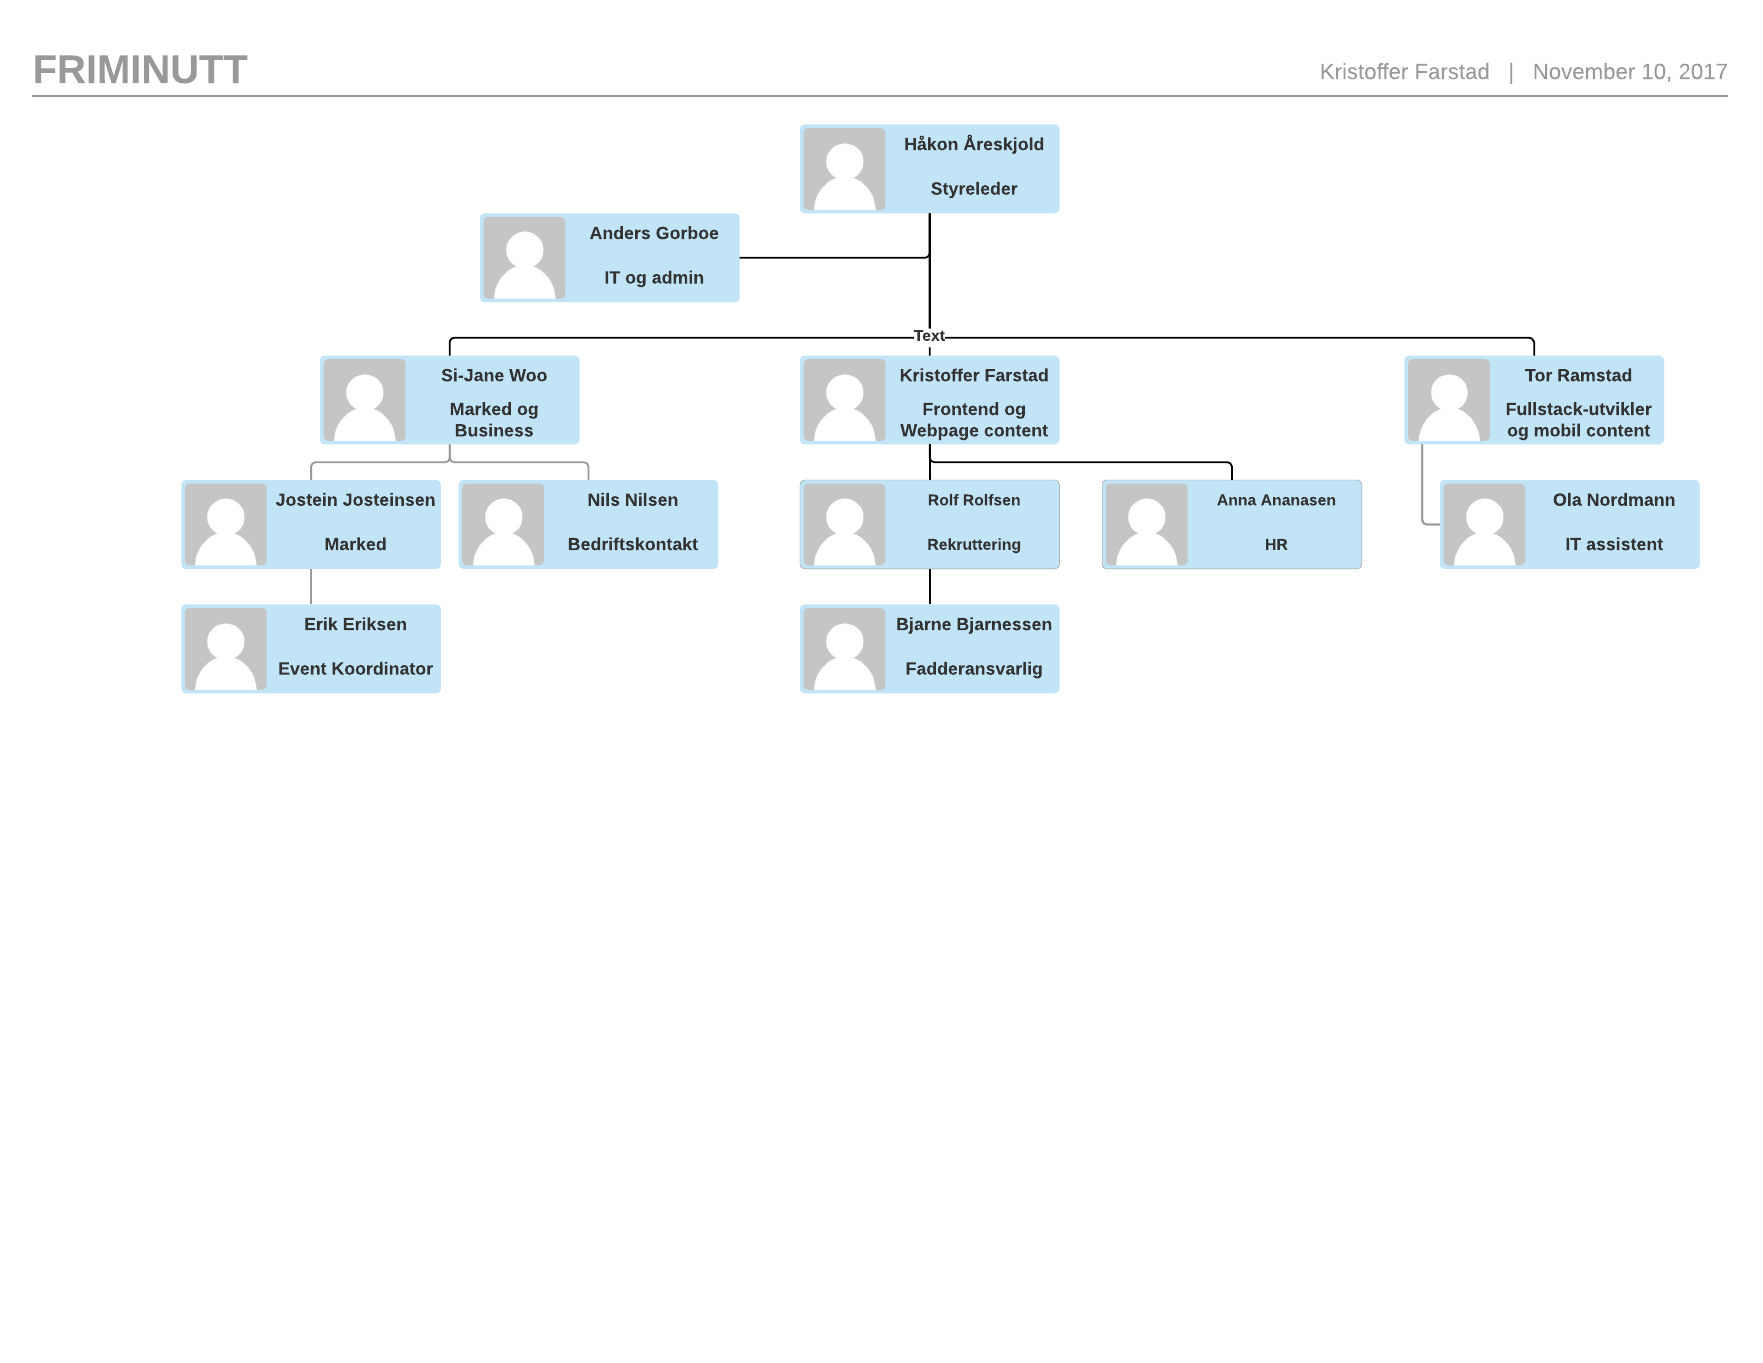 FRIMINUTT
Kristoffer Farstad | November 10, 2017
Håkon Åreskjold
Styreleder
Anders Gorboe
IT og admin
Text
Si-Jane Woo
Marked og
Business
Kristoffer Farstad
Frontend og
Webpage content
Tor Ramstad
Fullstack-utvikler
og mobil content
Jostein Josteinsen
Marked
Nils Nilsen
Bedriftskontakt
Rolf Rolfsen
Rekruttering
Anna Ananasen
HR
Ola Nordmann
IT assistent
Erik Eriksen
Event Koordinator
Bjarne Bjarnessen
Fadderansvarlig